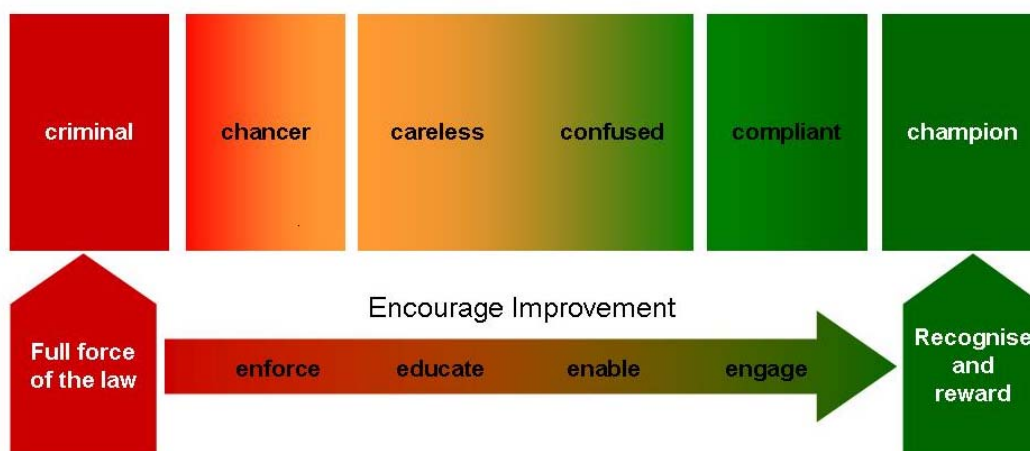 criminal
chancer
careless
confused
compliant
champion
Encourage Improvement
Full force
of the law
enforce
educate
enable
engage
Recognise
and
reward